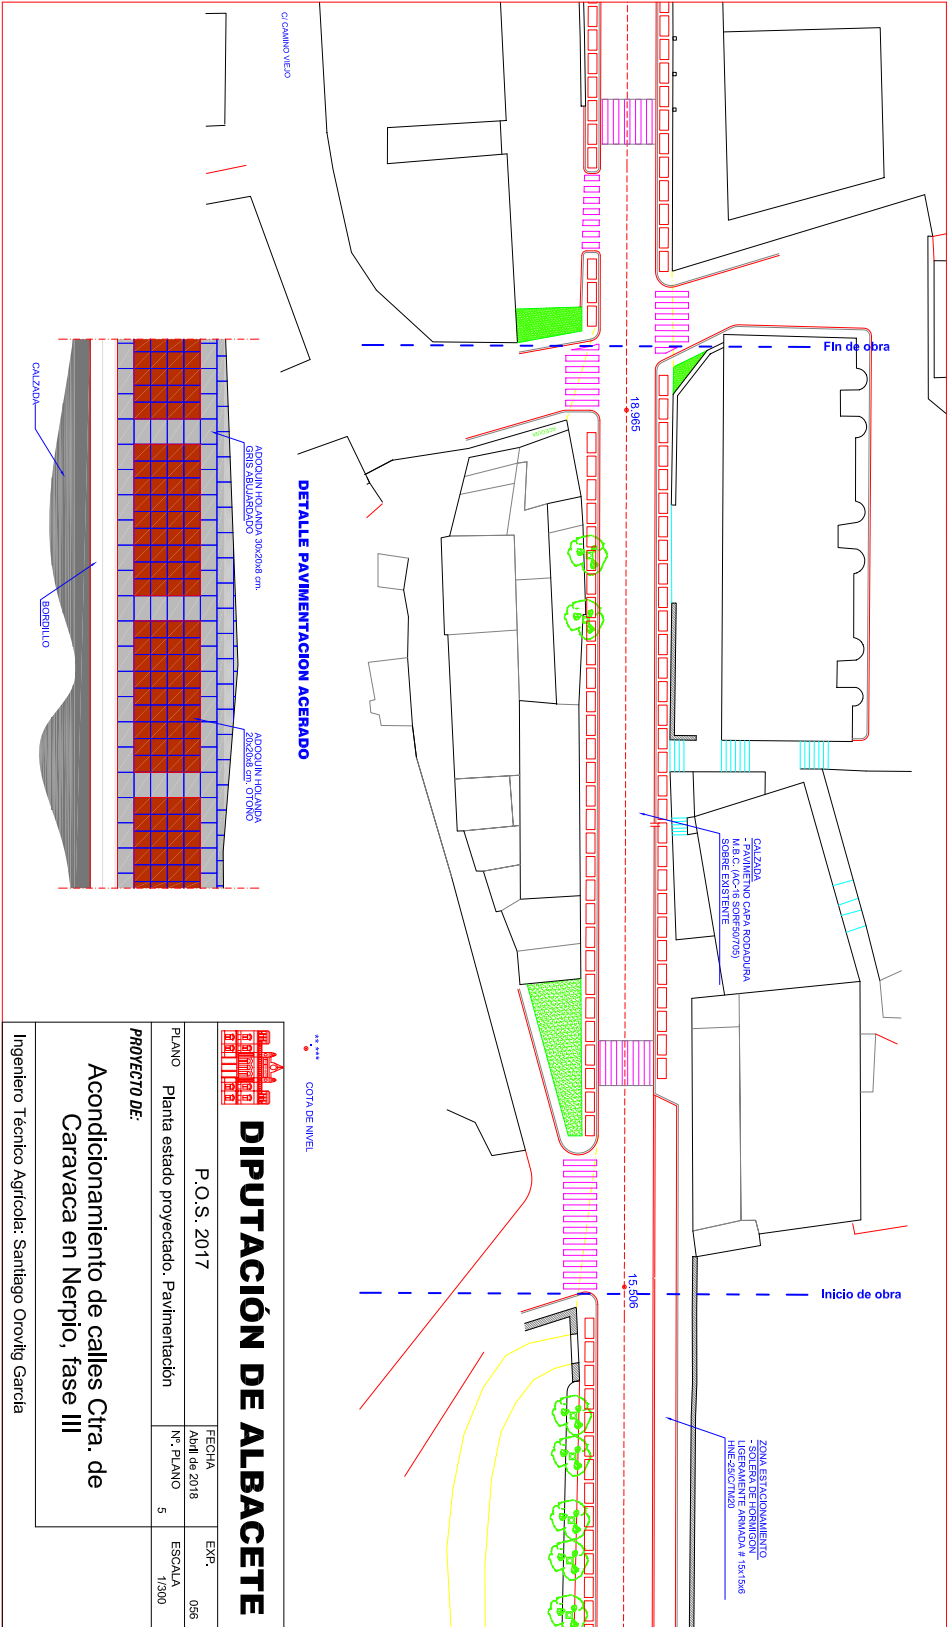 C/ CAMINO VIEJO
Fin de obra
18.965
ACERA
CALZADA
- PAVIMETNO CAPA RODADURA
M.B.C. (AC-16 SORF50/70S)
SOBRE EXISTENTE
15.506
Inicio de obra
ZONA ESTACIONAMIENTO
- SOLERA DE HORMIGON
LIGERAMENTE ARMADA # 15x15x6
HNE-25/C/TM/20
DETALLE PAVIMENTACION ACERADO
CALZADA
ADOQUIN HOLANDA 30x20x8 cm.
GRIS ABUJARDADO
BORDILLO
ADOQUIN HOLANDA
20x20x8 cm. OTOÑO
**.***
COTA DE NIVEL
DIPUTACIÓN DE ALBACETE
P.O.S. 2017
FECHA
Abril de 2018
EXP.
056
PLANO
Planta estado proyectado. Pavimentación
Nº. PLANO
5
ESCALA
1/300
PROYECTO DE:
Acondicionamiento de calles Ctra. de
Caravaca en Nerpio, fase III
Ingeniero Técnico Agrícola: Santiago Orovitg García